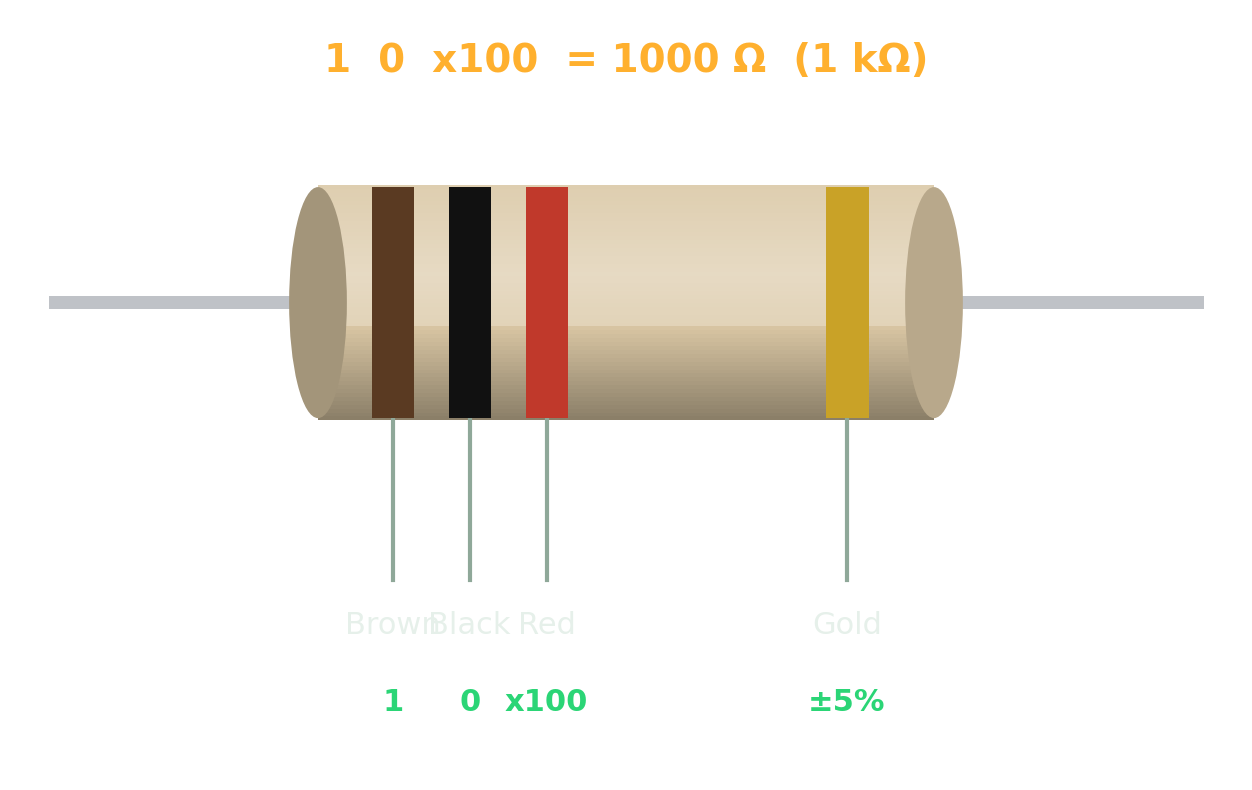 1 0 x100 = 1000 Ω (1 kΩ)
Brown Black Red Gold
1 0 x100 ±5%